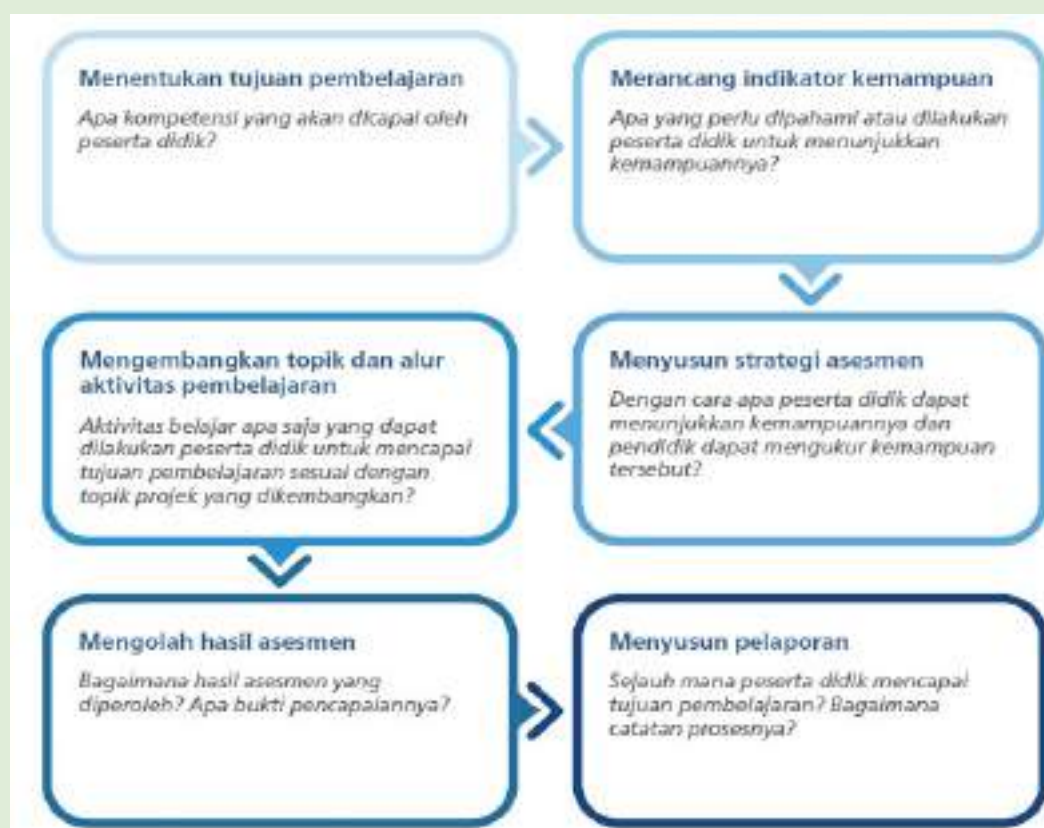 Menentukan tujuan pembelajaran
Apa kompetensi yang akan dicapai oleh
peserta didik?
Merancang indikator kemampuan
Apa yang perlu dipahami atau dilakukan
peserta didik untuk menunjukkan
kemampuannya?
Menyusun strategi asesmen
Dengan cara apa peserta didik dapat
menunjukkan kemampuannya dan
pendidik dapat mengukur kemampuan
tersebut?
Mengembangkan topik dan alur
aktivitas pembelajaran
Aktivitas belajar apa saja yang dapat
dilakukan peserta didik untuk mencapai
tujuan pembelajaran sesuai dengan
topik projek yang dikembangkan?
Mengolah hasil asesmen
Bagaimana hasil asesmen yang
diperoleh? Apa bukti pencapaiannya?
Menyusun pelaporan
Sejauh mana peserta didik mencapai
tujuan pembelajaran? Bagaimana
catatan prosesnya?